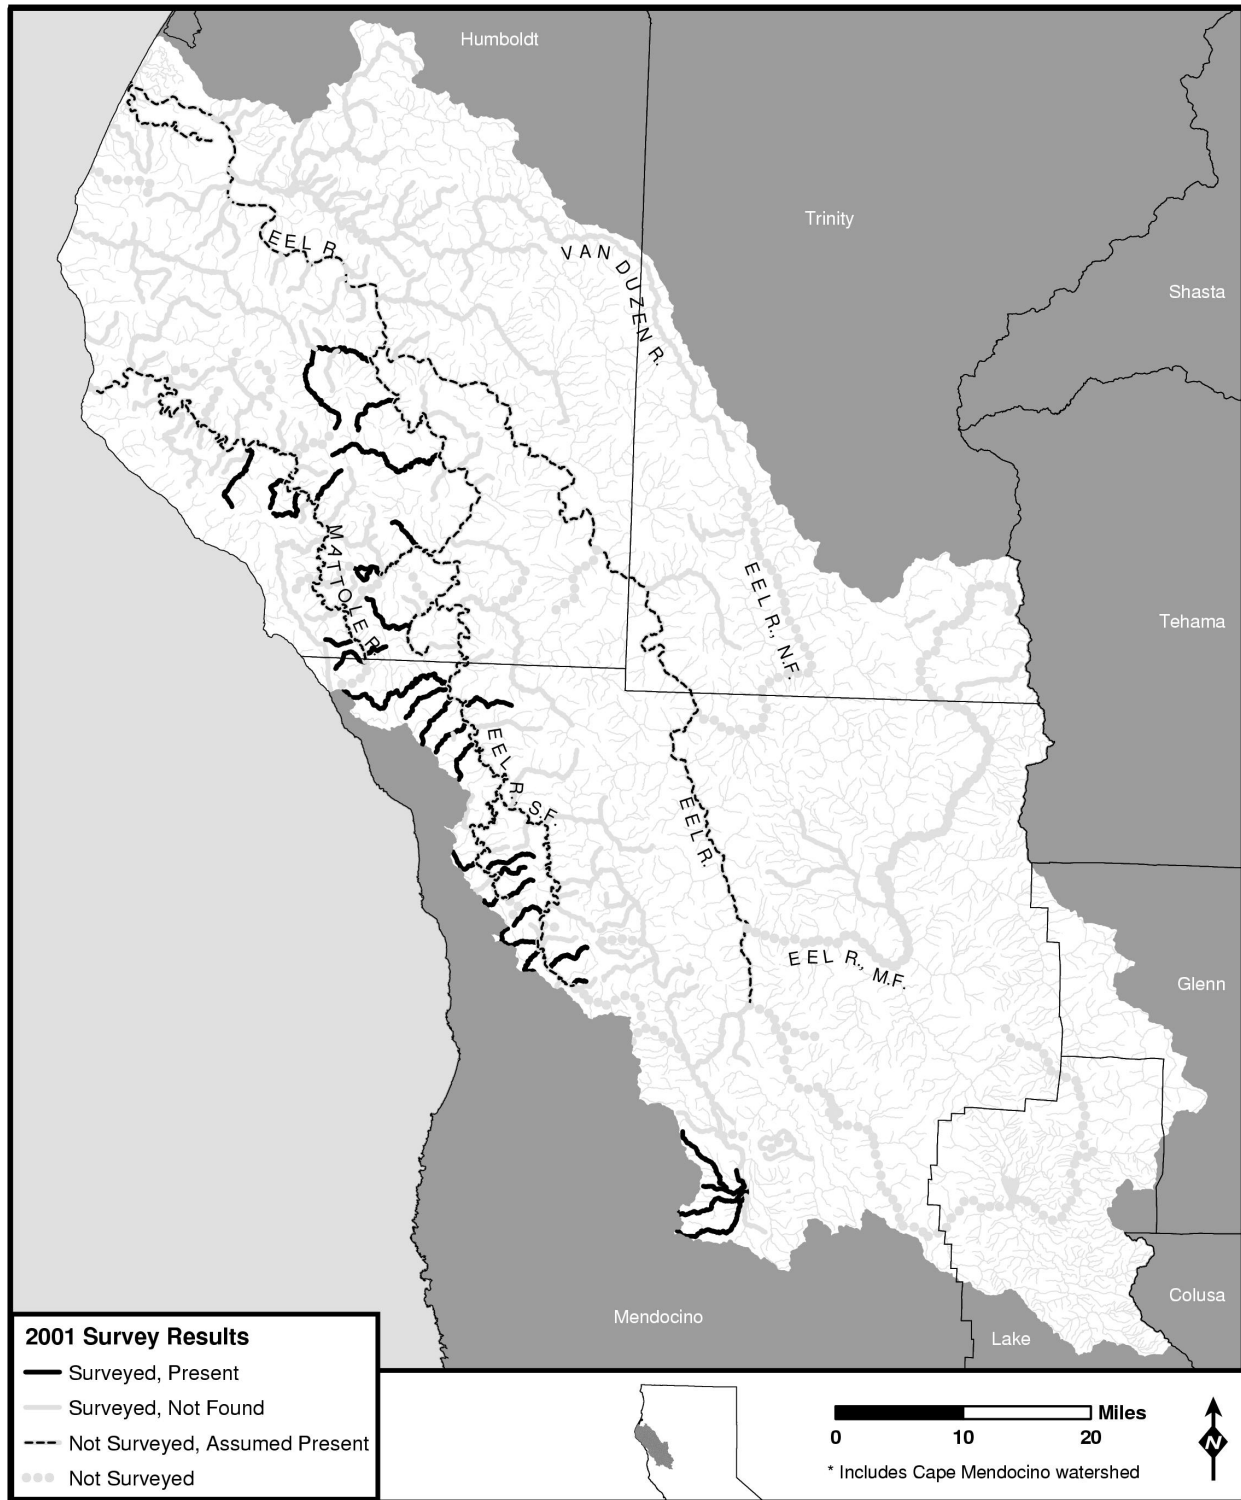 Humboldt
Trinity
Shasta
EEL R.
VAN DUZEN R.
MATTOLE R.
EEL R., N.F.
Tehama
EEL R., S.F.
EEL R.
EEL R., M.F.
Glenn
Mendocino
Lake
Colusa
2001 Survey Results
Surveyed, Present
Surveyed, Not Found
Not Surveyed, Assumed Present
Not Surveyed
Miles
0 10 20
* Includes Cape Mendocino watershed
N